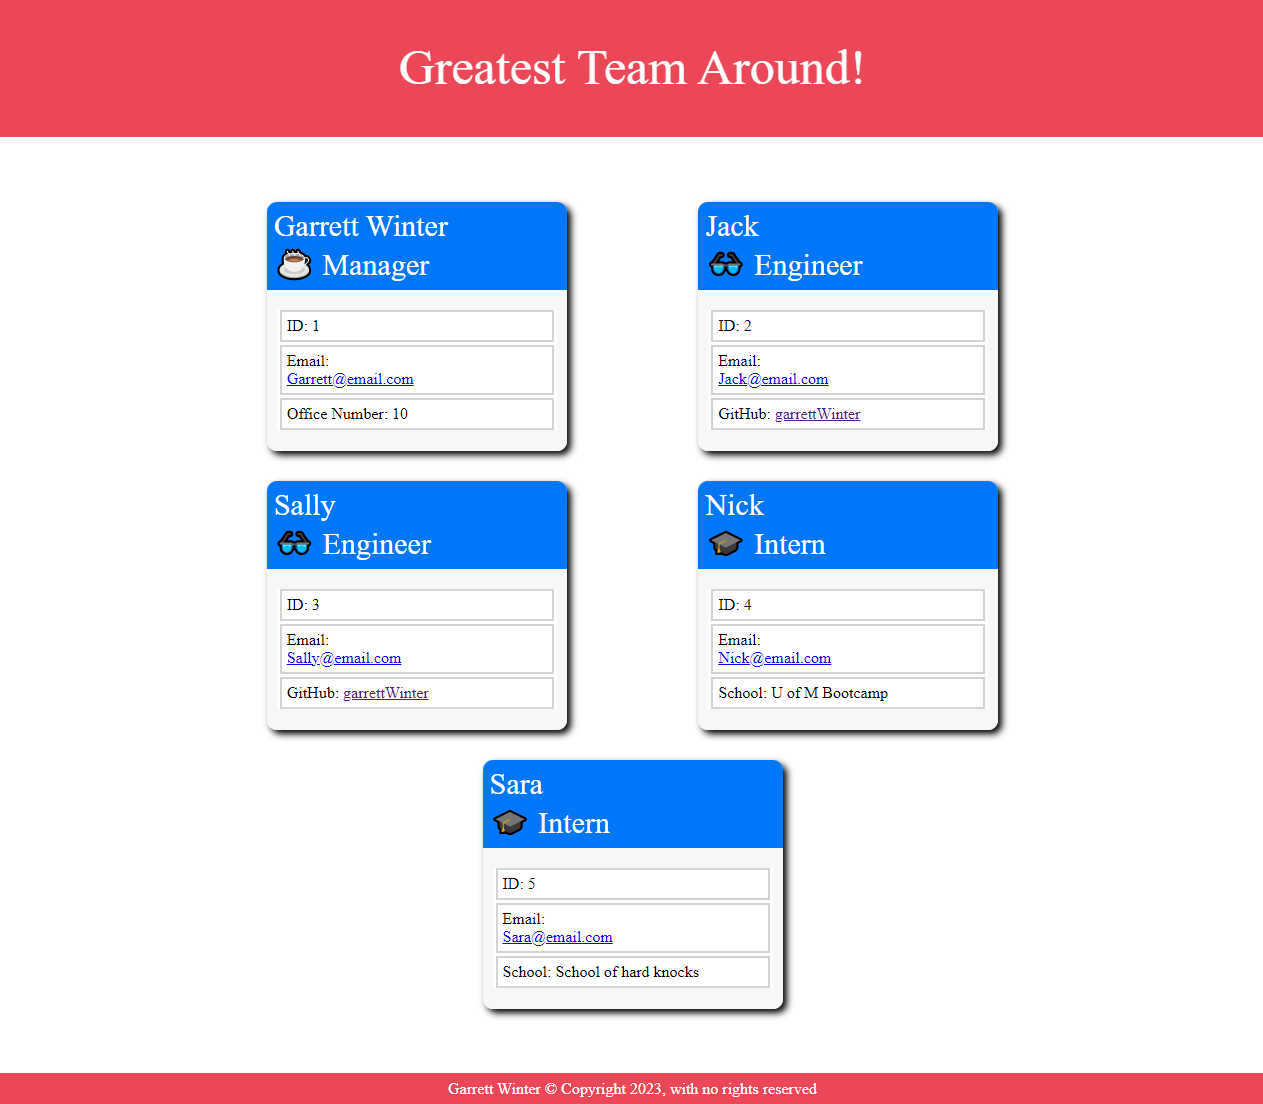 Greatest Team Around!
Garrett Winter
Manager
ID: 1
Email:
Garrett@email.com
Office Number: 10
Jack
Engineer
ID: 2
Email:
Jack@email.com
GitHub: garrettWinter
Sally
Engineer
ID: 3
Email:
Sally@email.com
GitHub: garrettWinter
Nick
Intern
ID: 4
Email:
Nick@email.com
School: U of M Bootcamp
Sara
Intern
ID: 5
Email:
Sara@email.com
School: School of hard knocks
Garrett Winter © Copyright 2023, with no rights reserved